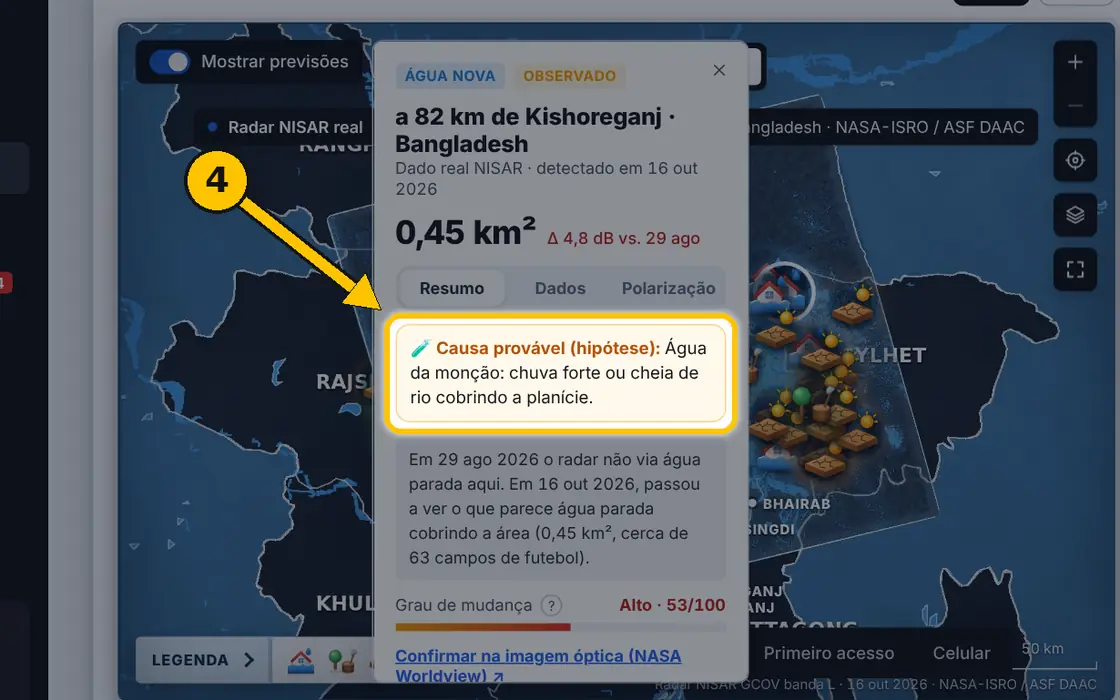 Mostrar previsões
Radar NISAR real
ngladesh · NASA-ISRO / ASF DAAC
4
ÁGUA NOVA
OBSERVADO
a 82 km de Kishoreganj ·
Bangladesh
Dado real NISAR · detectado em 16 out
2026
0,45 km²
Δ 4,8 dB vs. 29 ago
Resumo
Dados
Polarização
🧪 Causa provável (hipótese): Água
da monção: chuva forte ou cheia de
rio cobrindo a planície.
Em 29 ago 2026 o radar não via água
parada aqui. Em 16 out 2026, passou
a ver o que parece água parada
cobrindo a área (0,45 km², cerca de
63 campos de futebol).
Grau de mudança ?
Alto · 53/100
Confirmar na imagem óptica (NASA
Worldview) ↗
RAJS
YLHET
BHAIRAB
SINGDI
KHUL
GANJ
ANJ
TTAGONG
LEGENDA
Primeiro acesso
Celular
50 km
Radar NISAR GCOV banda L · 16 out 2026 · NASA-ISRO / ASF DAAC